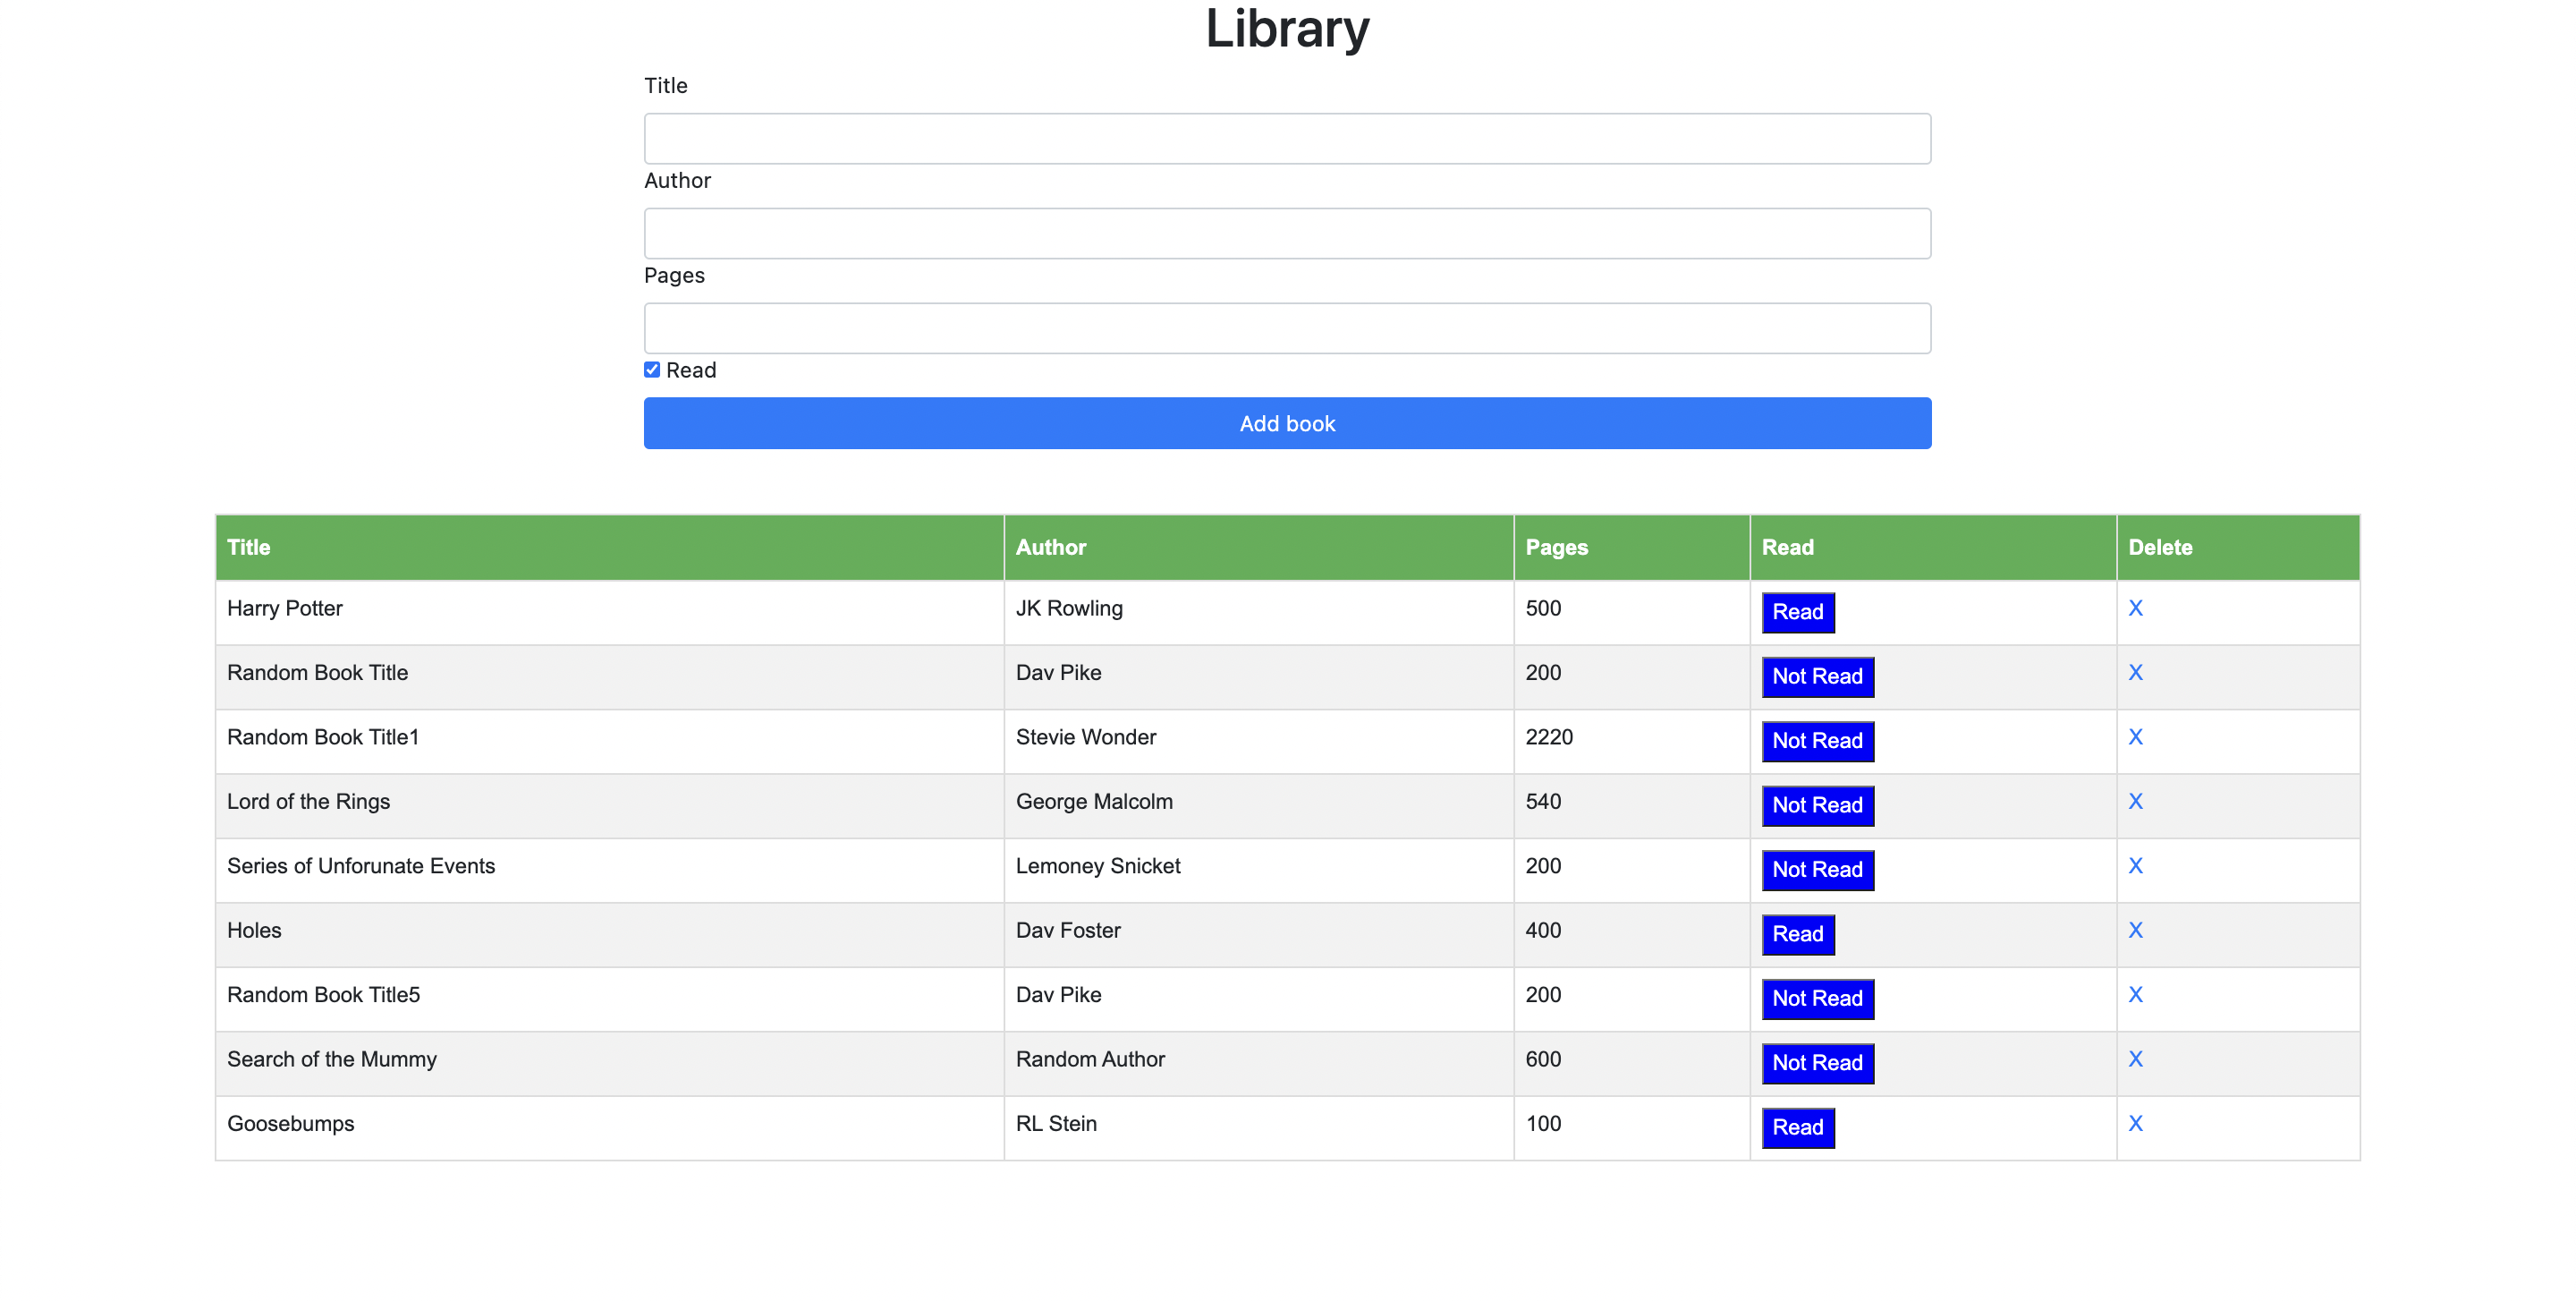 Library
Title
Author
Pages
Read
Add book
Title Author Pages Read Delete
Harry Potter JK Rowling 500 Read X
Random Book Title Dav Pike 200 Not Read X
Random Book Title1 Stevie Wonder 2220 Not Read X
Lord of the Rings George Malcolm 540 Not Read X
Series of Unforunate Events Lemoney Snicket 200 Not Read X
Holes Dav Foster 400 Read X
Random Book Title5 Dav Pike 200 Not Read X
Search of the Mummy Random Author 600 Not Read X
Goosebumps RL Stein 100 Read X